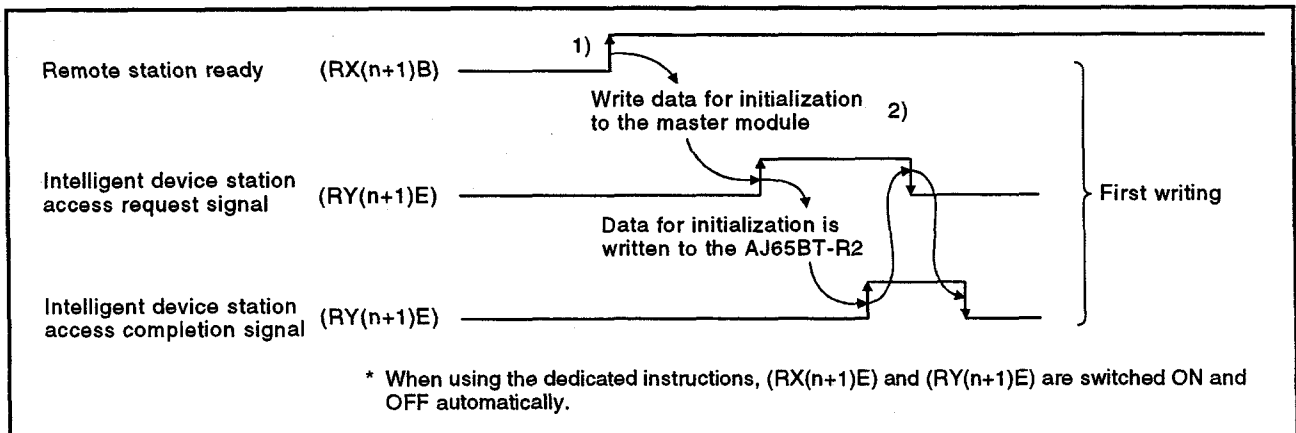 1)
Remote station ready (RX(n+1)B)
Write data for initialization
to the master module
2)
Intelligent device station
access request signal (RY(n+1)E)
First writing
Data for initialization is
written to the AJ65BT-R2
Intelligent device station
access completion signal (RY(n+1)E)
* When using the dedicated instructions, (RX(n+1)E) and (RY(n+1)E) are switched ON and
OFF automatically.